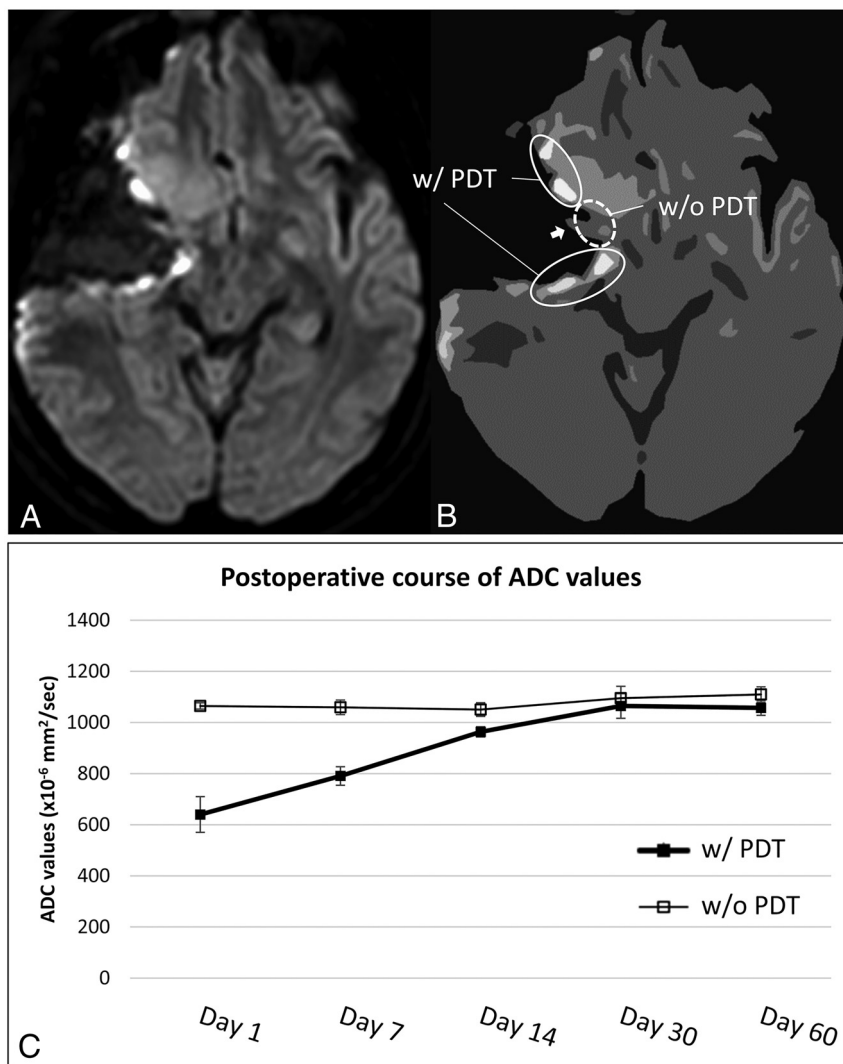 w/ PDT
w/o PDT
A
B
Postoperative course of ADC values
ADC values (x10⁻⁶ mm²/sec)
1400
1200
1000
800
600
400
200
0
w/ PDT
w/o PDT
Day 1
Day 7
Day 14
Day 30
Day 60
C